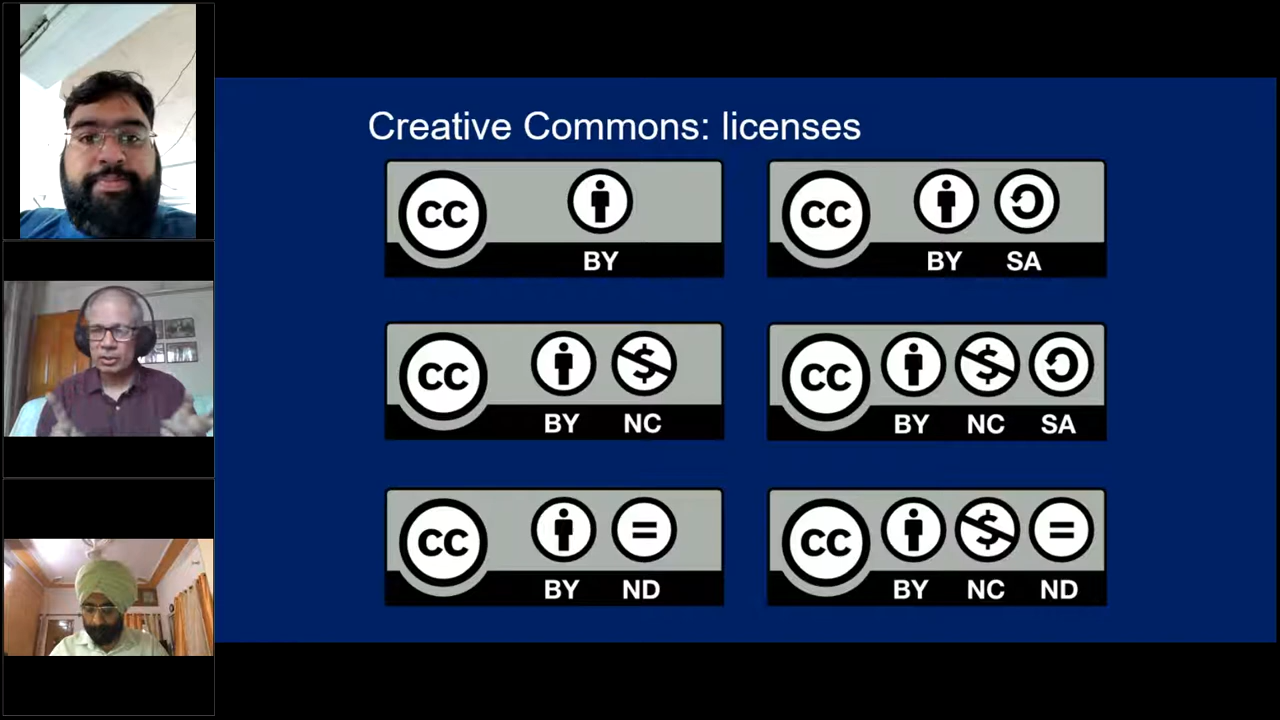 Creative Commons: licenses
CC BY
CC BY SA
CC $ BY NC
CC $ BY NC SA
CC = BY ND
CC $ = BY NC ND